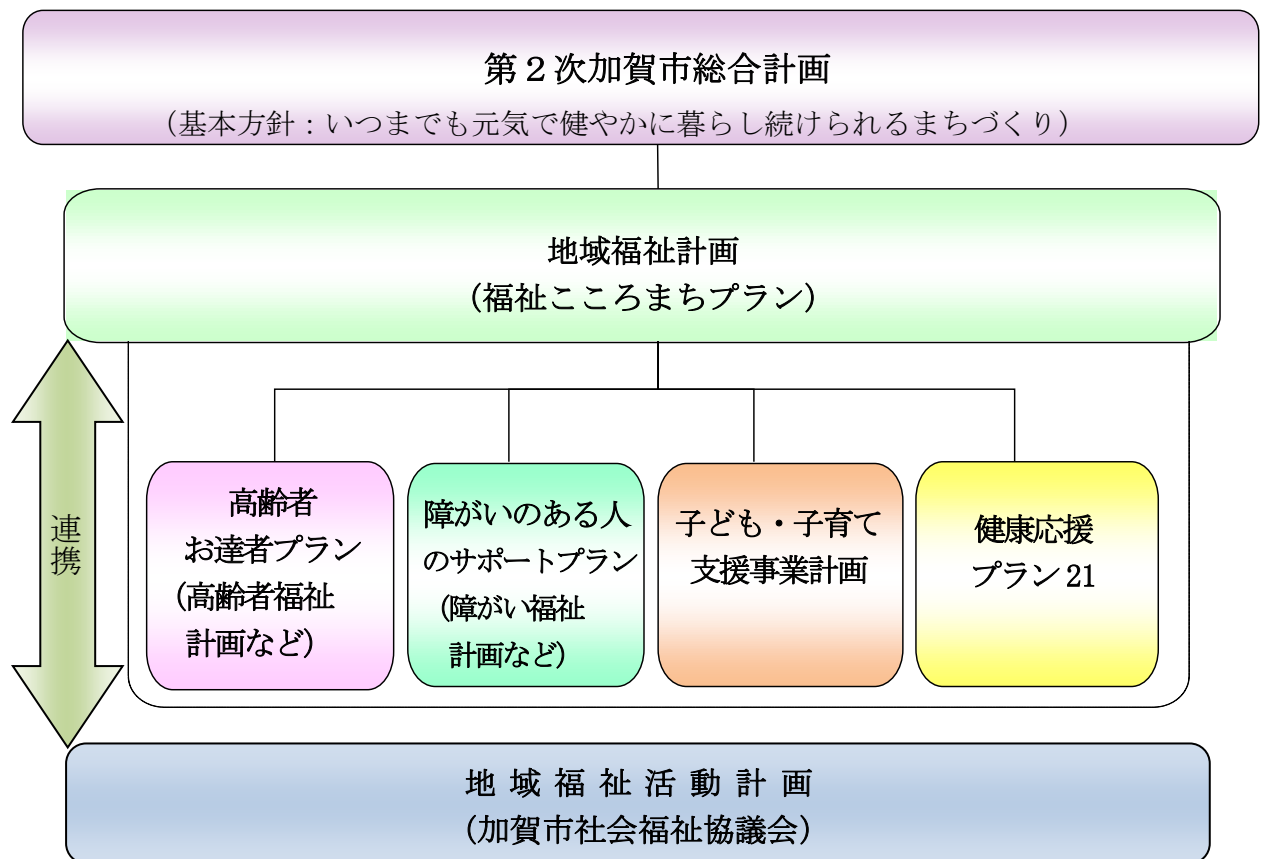 第2次加賀市総合計画
（基本方針：いつまでも元気で健やかに暮らし続けられるまちづくり）
地域福祉計画
（福祉こころまちプラン）
連携
高齢者
お達者プラン
（高齢者福祉
計画など）
障がいのある人
のサポートプラン
（障がい福祉
計画など）
子ども・子育て
支援事業計画
健康応援
プラン21
地域福祉活動計画
（加賀市社会福祉協議会）